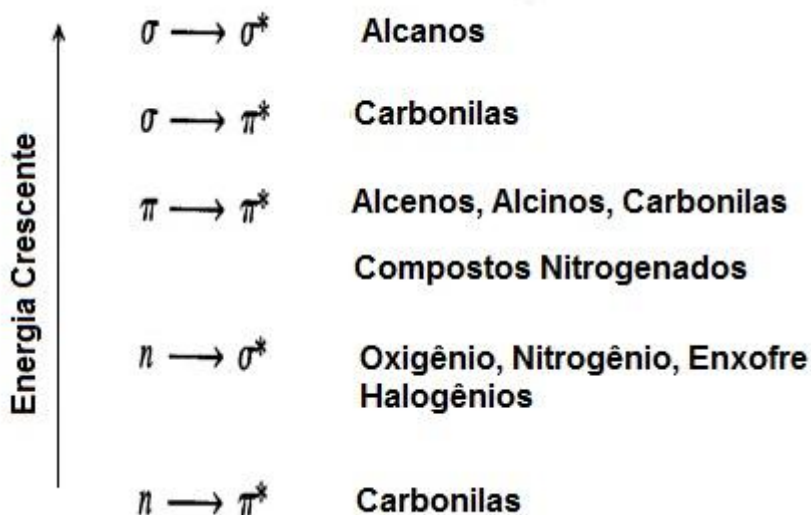 Energia Crescente
σ ⟶ σ* Alcanos
σ ⟶ π* Carbonilas
π ⟶ π* Alcenos, Alcinos, Carbonilas
Compostos Nitrogenados
n ⟶ σ* Oxigênio, Nitrogênio, Enxofre
Halogênios
n ⟶ π* Carbonilas